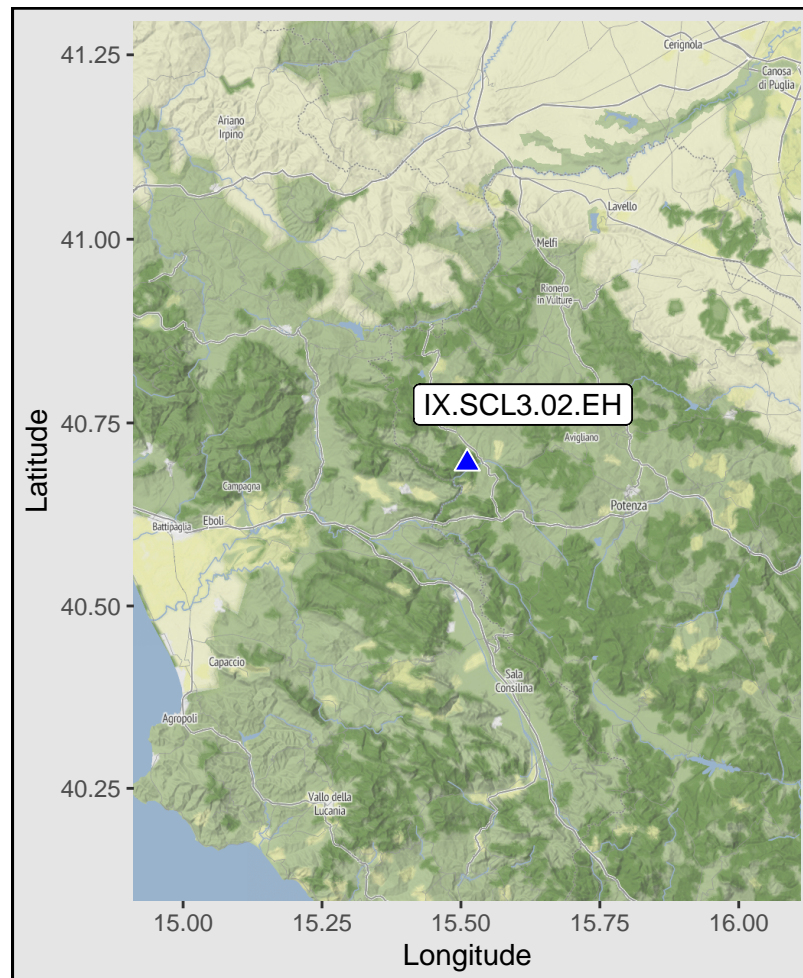 41.25
41.00
40.75
40.50
40.25
Latitude
Cerignola
Canosa
di Puglia
Ariano
Irpino
Lavello
Melfi
Rionero
in Vulture
IX.SCL3.02.EH
Avigliano
Campagna
Potenza
Battipaglia
Eboli
Capaccio
Sala
Consilina
Agropoli
Vallo della
Lucania
15.00
15.25
15.50
15.75
16.00
Longitude